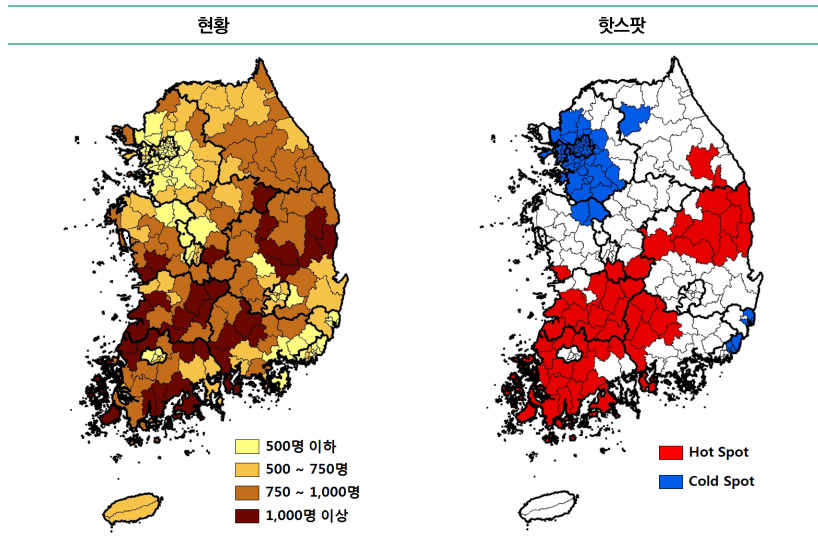 현황
핫스팟
500명 이하
500 ~ 750명
750 ~ 1,000명
1,000명 이상
Hot Spot
Cold Spot